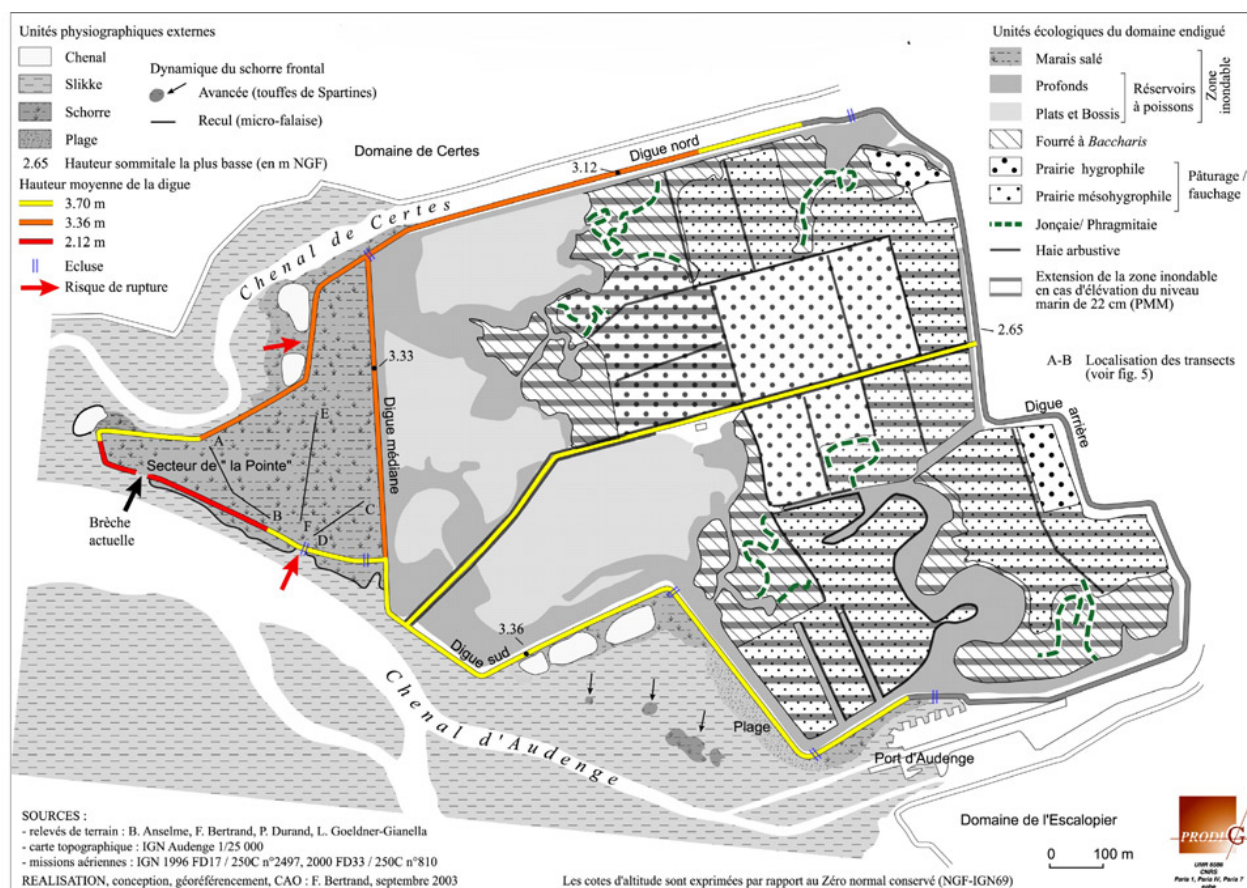 Unités physiographiques externes
Chenal
Slikke
Schorre
Plage
2.65 Hauteur sommitale la plus basse (en m NGF)
Hauteur moyenne de la digue
3.70 m
3.36 m
2.12 m
Ecluse
Risque de rupture
Dynamique du schorre frontal
Avancée (touffes de Spartines)
Recul (micro-falaise)
Unités écologiques du domaine endigué
Marais salé
Profonds
Plats et Bossis
Réservoirs
à poissons
Zone
inondable
Fourré à Baccharis
Prairie hygrophile
Prairie mésohygrophile
Pâturage /
fauchage
Jonçaie/ Phragmitaie
Haie arbustive
Extension de la zone inondable
en cas d'élévation du niveau
marin de 22 cm (PMM)
A-B Localisation des transects
(voir fig. 5)
Domaine de Certes
Chenal de Certes
3.12
Digue nord
2.65
3.33
Digue médiane
Digue
arrière
E
A
Secteur de " la Pointe"
B
C
F
D
Brèche
actuelle
3.36
Digue sud
Chenal d'Audenge
Plage
Port d'Audenge
Domaine de l'Escalopier
0 100 m
SOURCES :
- relevés de terrain : B. Anselme, F. Bertrand, P. Durand, L. Goeldner-Gianella
- carte topographique : IGN Audenge 1/25 000
- missions aériennes : IGN 1996 FD17 / 250C n°2497, 2000 FD33 / 250C n°810
REALISATION, conception, géoréférencement, CAO : F. Bertrand, septembre 2003
Les cotes d'altitude sont exprimées par rapport au Zéro normal conservé (NGF-IGN69)
PRODIG
UMR 8586
CNRS
Paris 1, Paris IV, Paris 7